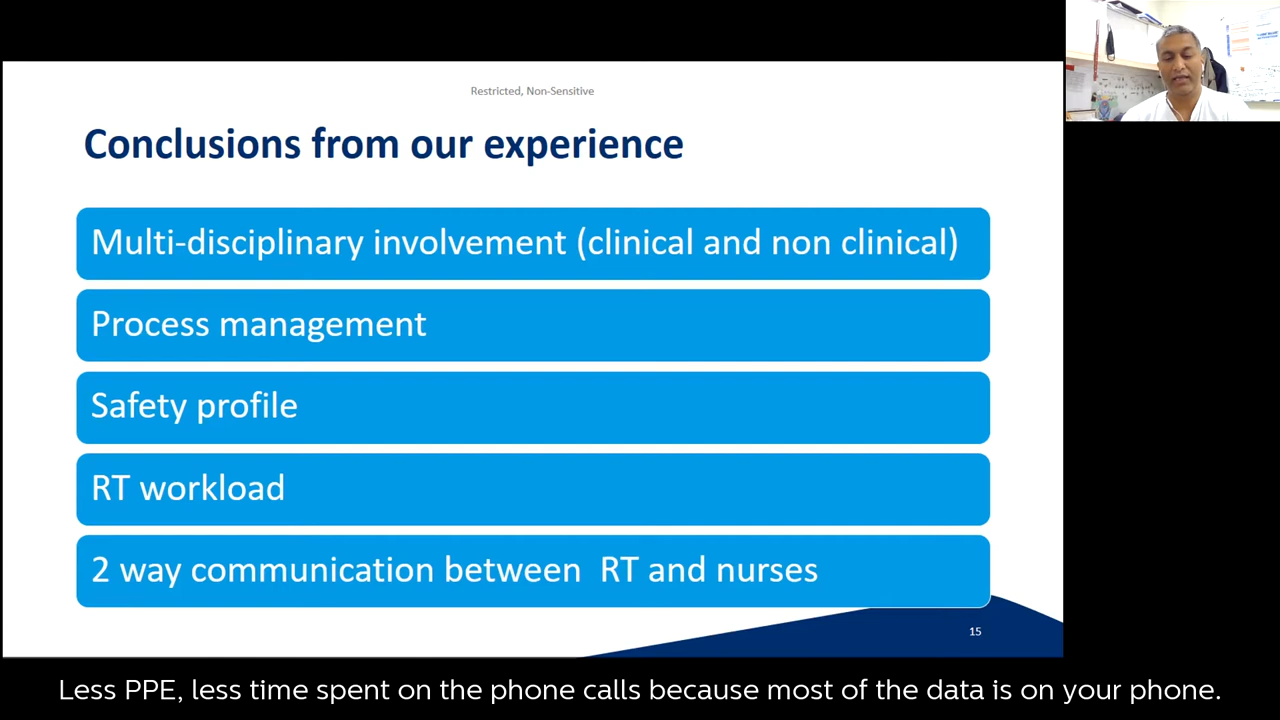 Restricted, Non-Sensitive
Conclusions from our experience
Multi-disciplinary involvement (clinical and non clinical)
Process management
Safety profile
RT workload
2 way communication between RT and nurses
15
Less PPE, less time spent on the phone calls because most of the data is on your phone.